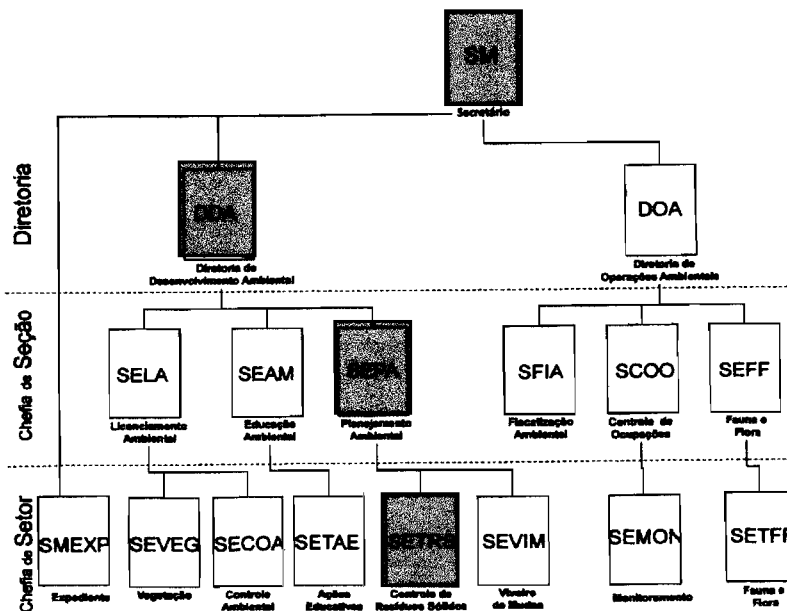 SM
Secretário
Diretoria
DDA
Diretoria de
Desenvolvimento Ambiental
DOA
Diretoria de
Operações Ambientais
Chefia de Seção
SELA
Licenciamento
Ambiental
SEAM
Educação
Ambiental
SEPA
Planejamento
Ambiental
SFIA
Fiscalização
Ambiental
SCOO
Controle de
Ocupações
SEFF
Fauna e
Flora
Chefia de Setor
SMEXP
Expediente
SEVEG
Vegetação
SECOA
Controle
Ambiental
SETAE
Ações
Educativas
SETRS
Controle de
Resíduos Sólidos
SEVIM
Viveiro
de Mudas
SEMON
Monitoramento
SETFF
Fauna e
Flora